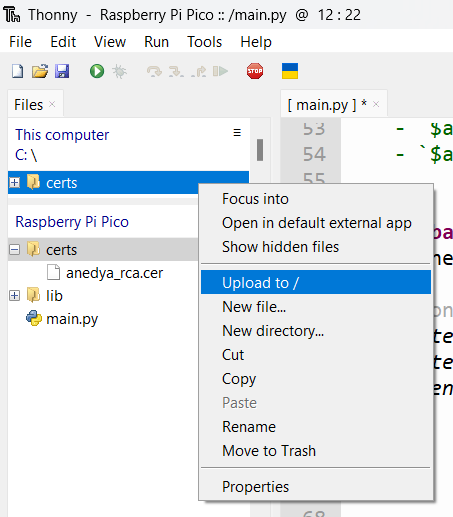 Thonny - Raspberry Pi Pico :: /main.py @ 12 : 22
File Edit View Run Tools Help
STOP
Files ×
[ main.py ] * ×
This computer
C: \
certs
Raspberry Pi Pico
certs
anedya_rca.cer
lib
main.py
53 - `$a
54 - `$a
55
Focus into
Open in default external app
Show hidden files
Upload to /
New file...
New directory...
Cut
Copy
Paste
Rename
Move to Trash
Properties
68